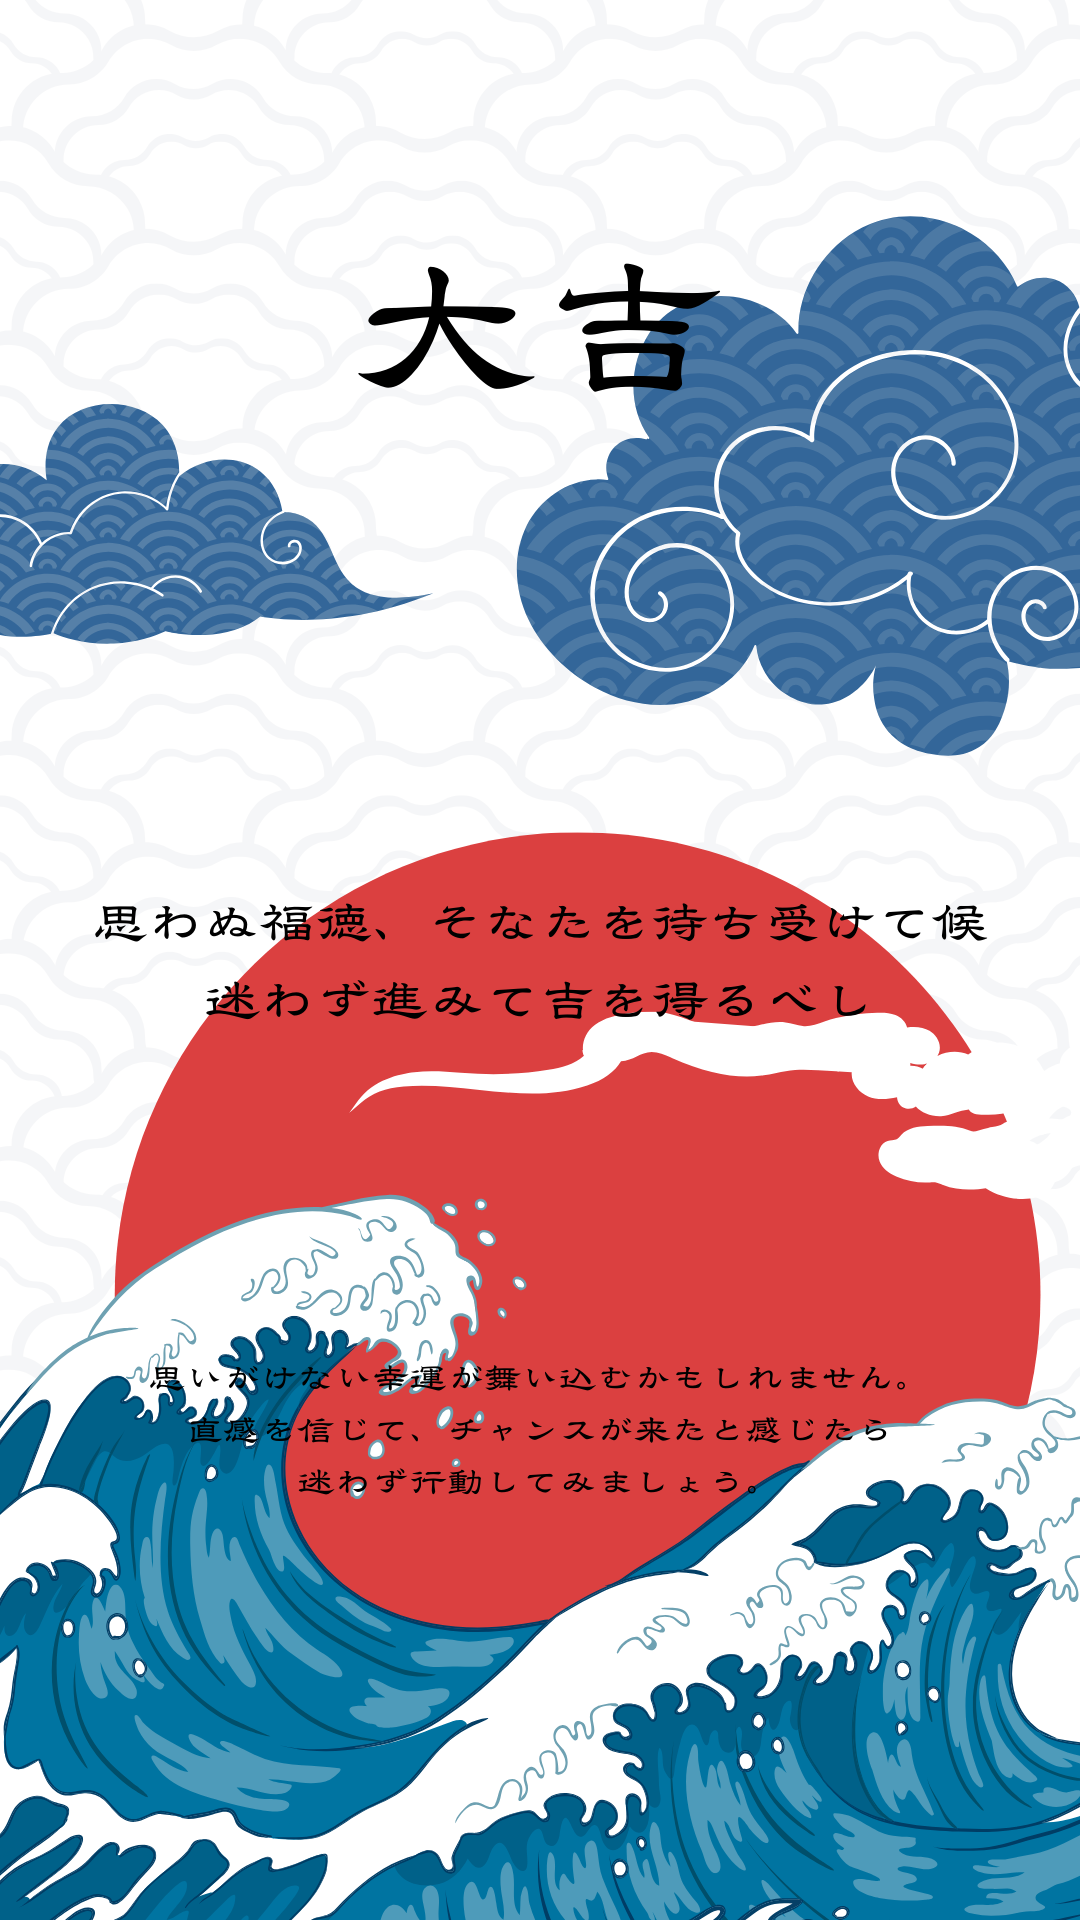 大吉
思わぬ福徳、そなたを待ち受けて候
迷わず進みて吉を得るべし
思いがけない幸運が舞い込むかもしれません。
直感を信じて、チャンスが来たと感じたら
迷わず行動してみましょう。